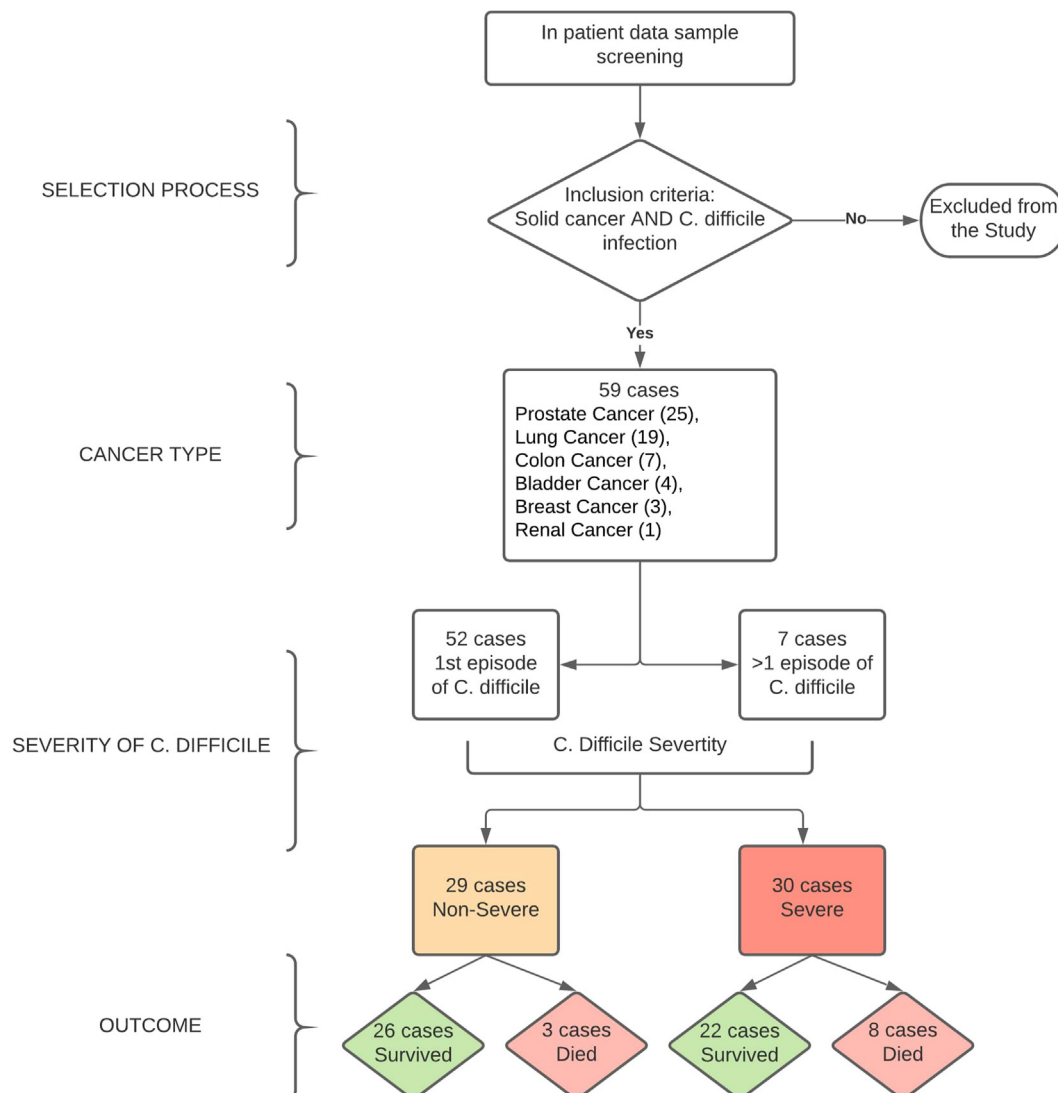 In patient data sample
screening
SELECTION PROCESS
Inclusion criteria:
Solid cancer AND C. difficile
infection
No
Excluded from
the Study
Yes
CANCER TYPE
59 cases
Prostate Cancer (25),
Lung Cancer (19),
Colon Cancer (7),
Bladder Cancer (4),
Breast Cancer (3),
Renal Cancer (1)
52 cases
1st episode
of C. difficile
7 cases
>1 episode of
C. difficile
SEVERITY OF C. DIFFICILE
C. Difficile Severtity
29 cases
Non-Severe
30 cases
Severe
OUTCOME
26 cases
Survived
3 cases
Died
22 cases
Survived
8 cases
Died